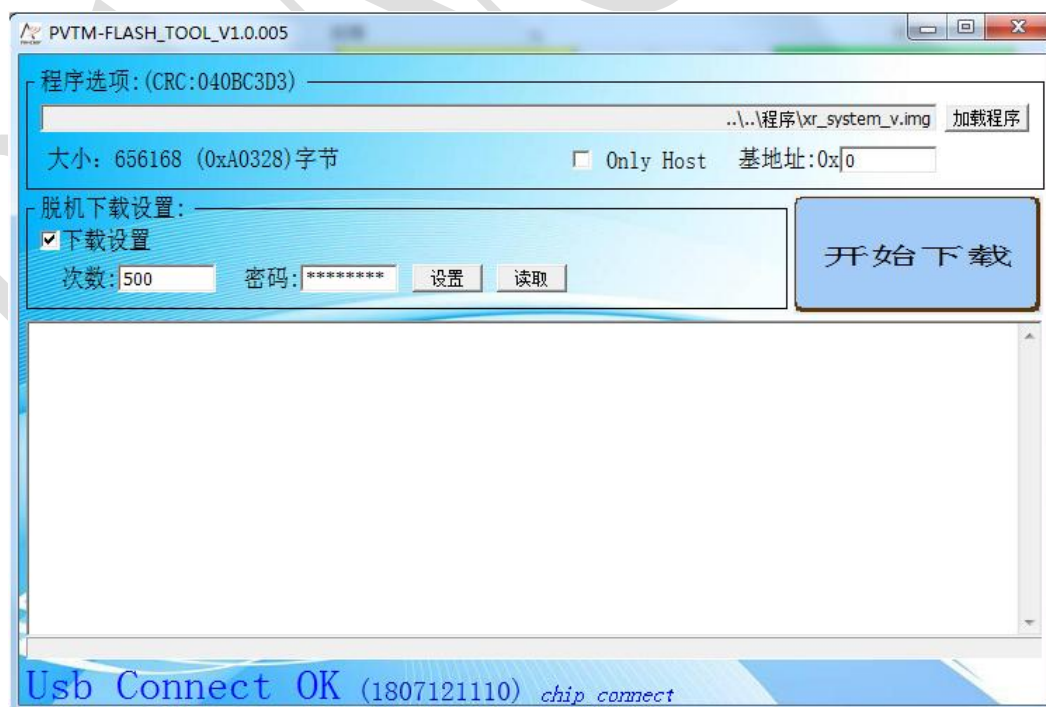 PVTM-FLASH_TOOL_V1.0.005
程序选项:(CRC:040BC3D3)
..\..\程序\xr_system_v.img 加载程序
大小: 656168 (0xA0328)字节 Only Host 基地址:0x 0
脱机下载设置:
下载设置
次数: 500 密码: ******** 设置 读取
开始下载
Usb Connect OK (1807121110) chip connect